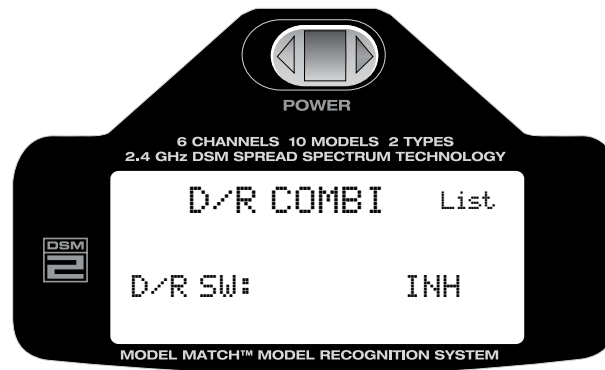 POWER
6 CHANNELS 10 MODELS 2 TYPES
2.4 GHz DSM SPREAD SPECTRUM TECHNOLOGY
D/R COMBI List
DSM
2
D/R SW: INH
MODEL MATCH™ MODEL RECOGNITION SYSTEM